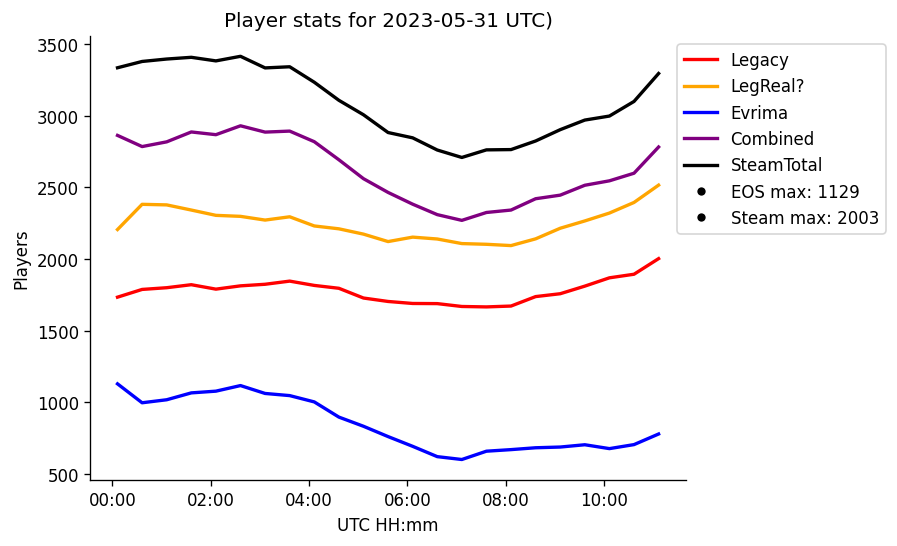 Player stats for 2023-05-31 UTC)
3500
3000
2500
2000
1500
1000
500
Players
00:00 02:00 04:00 06:00 08:00 10:00
UTC HH:mm
Legacy
LegReal?
Evrima
Combined
SteamTotal
EOS max: 1129
Steam max: 2003